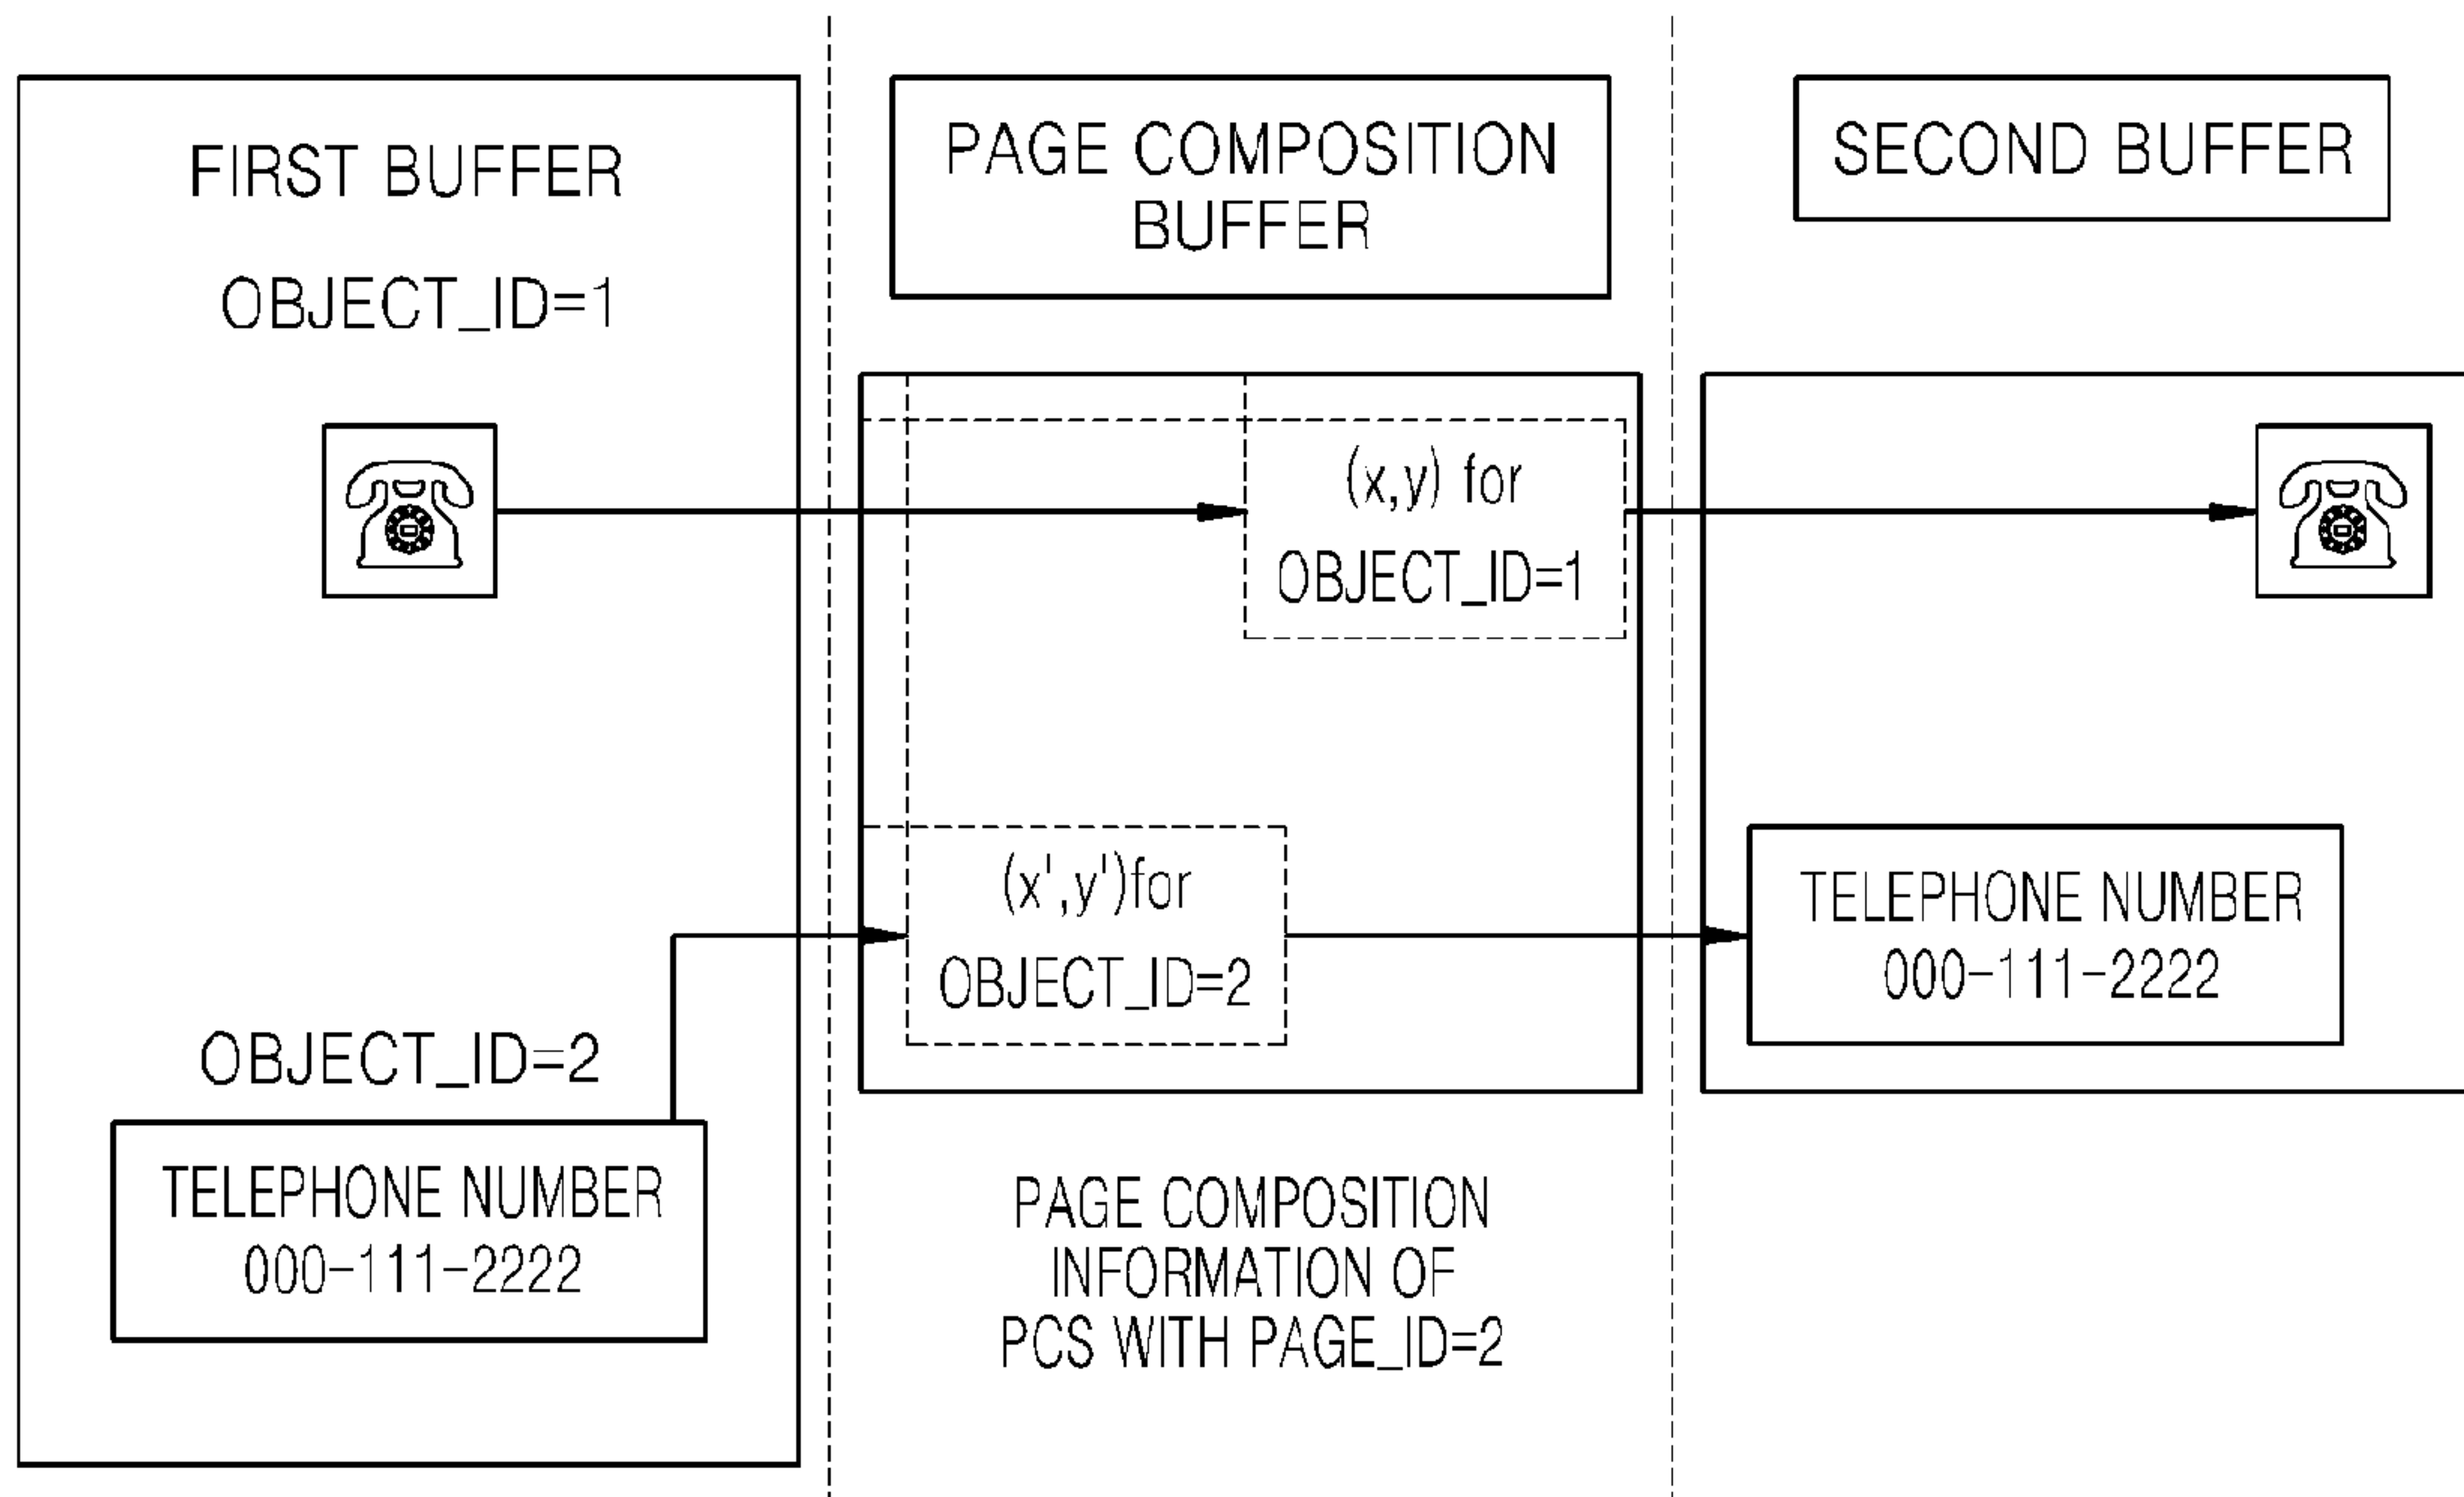 FIRST BUFFER
OBJECT_ID=1
OBJECT_ID=2
TELEPHONE NUMBER
000-111-2222
PAGE COMPOSITION
BUFFER
(x,y) for
OBJECT_ID=1
(x',y')for
OBJECT_ID=2
PAGE COMPOSITION
INFORMATION OF
PCS WITH PAGE_ID=2
SECOND BUFFER
TELEPHONE NUMBER
000-111-2222